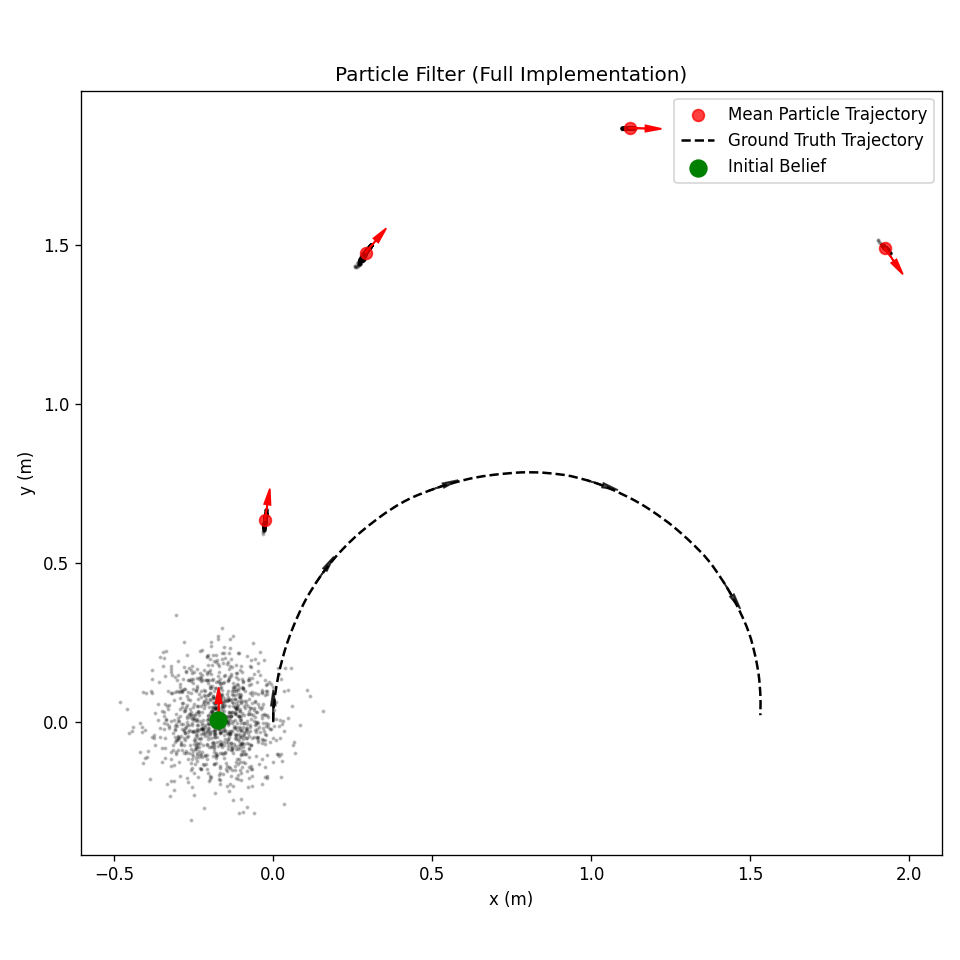 Particle Filter (Full Implementation)
Mean Particle Trajectory
Ground Truth Trajectory
Initial Belief
y (m)
1.5
1.0
0.5
0.0
−0.5
0.0
0.5
1.0
1.5
2.0
x (m)